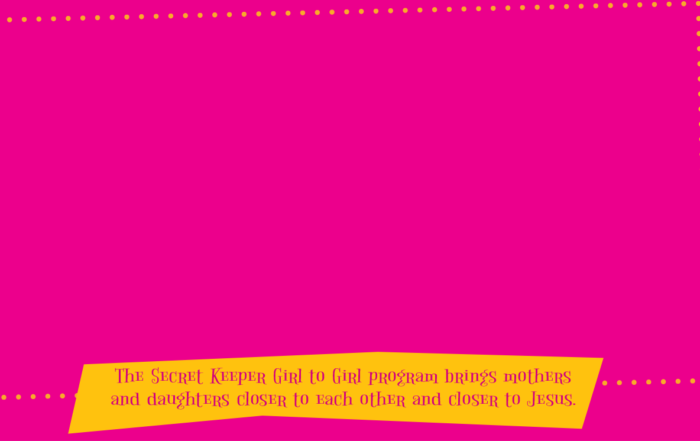 The Secret Keeper Girl to Girl program brings mothers
and daughters closer to each other and closer to Jesus.